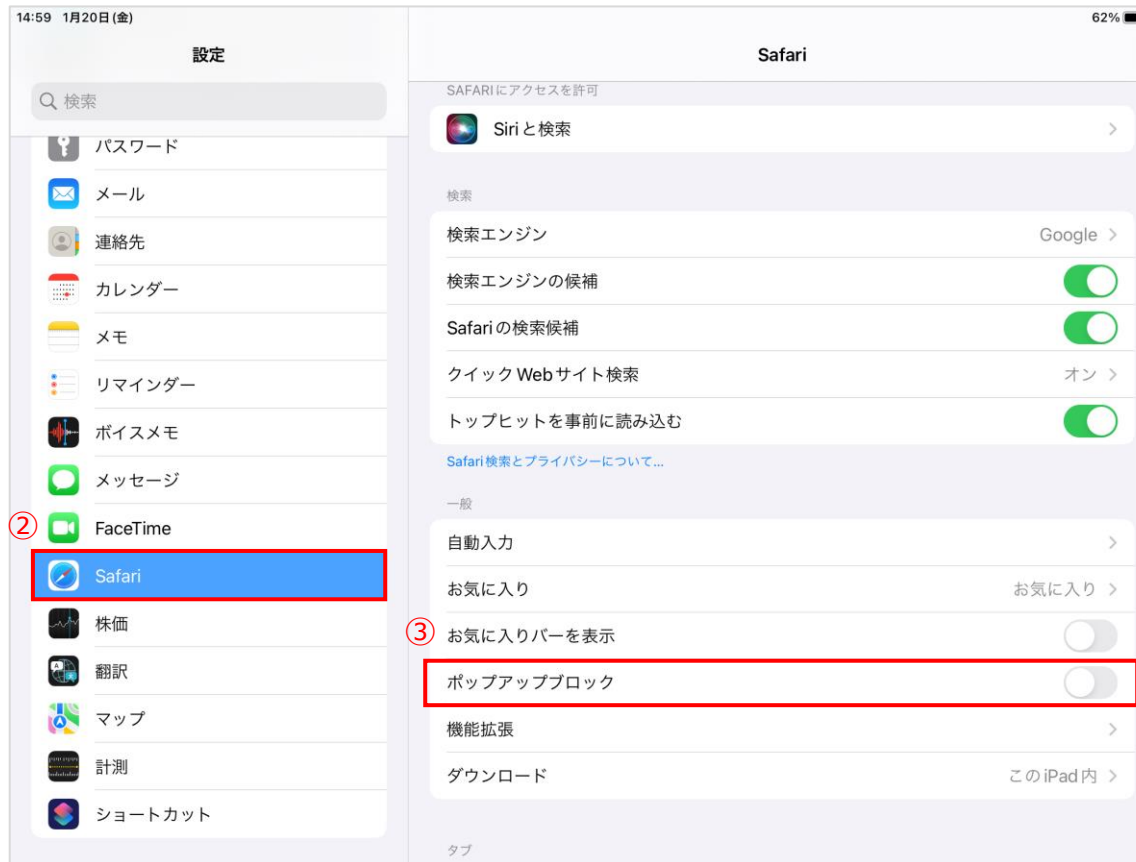 14:59 1月20日(金)
62%
設定
Safari
検索
パスワード
メール
連絡先
カレンダー
メモ
リマインダー
ボイスメモ
メッセージ
②
FaceTime
Safari
株価
翻訳
マップ
計測
ショートカット
SAFARIにアクセスを許可
Siriと検索
検索
検索エンジン Google
検索エンジンの候補
Safariの検索候補
クイックWebサイト検索 オン
トップヒットを事前に読み込む
Safari検索とプライバシーについて...
一般
自動入力
お気に入り お気に入り
③
お気に入りバーを表示
ポップアップブロック
機能拡張
ダウンロード このiPad内
タブ